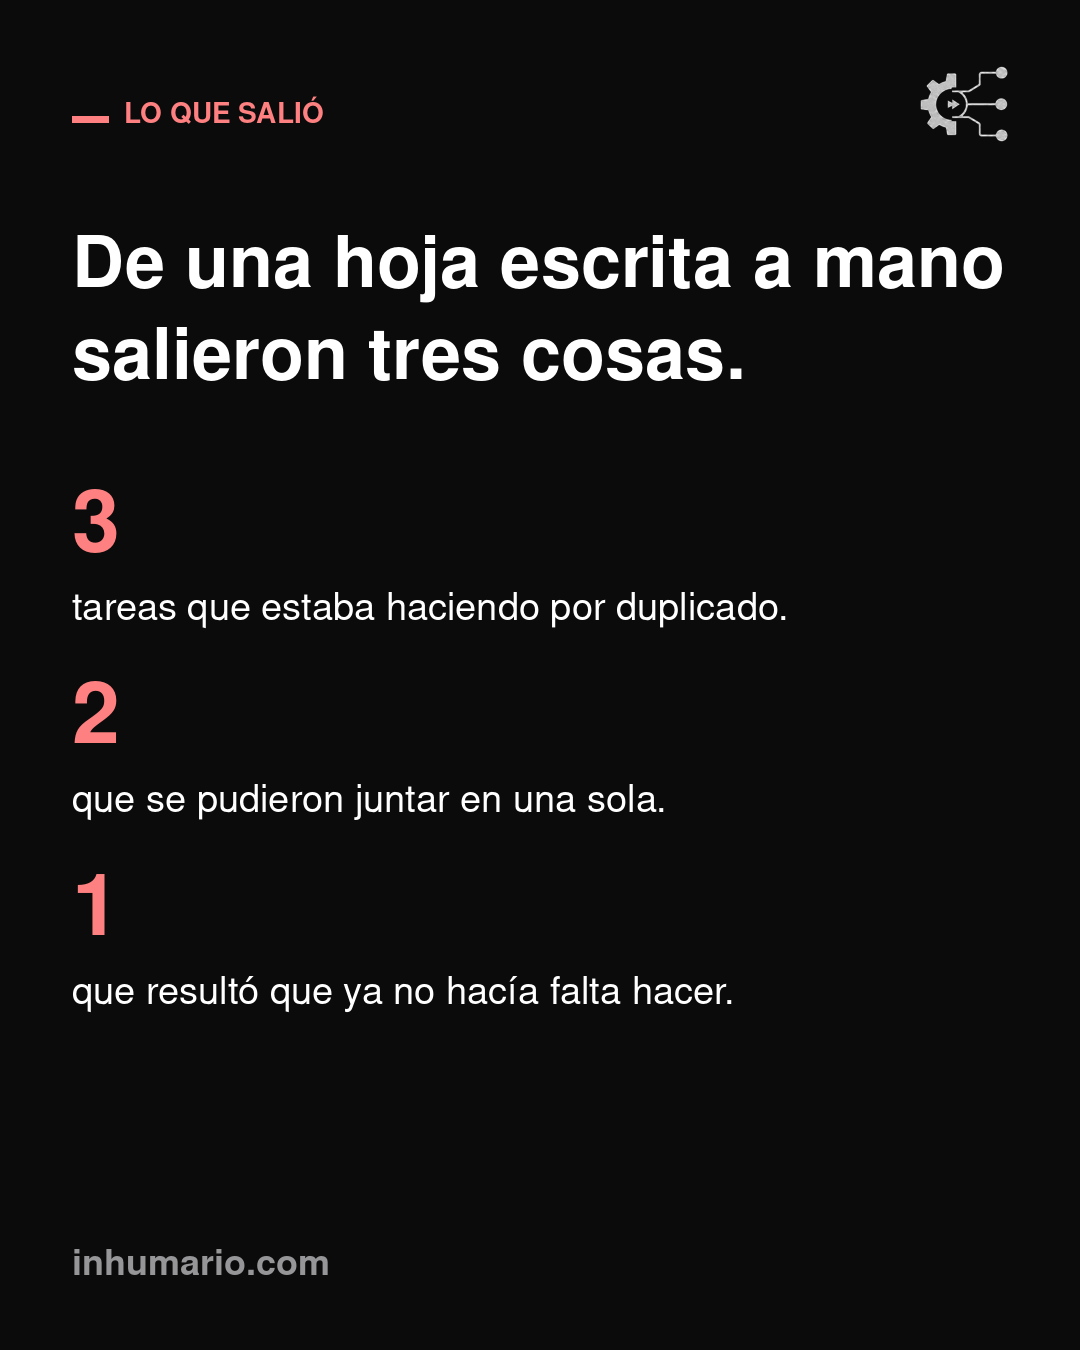 LO QUE SALIÓ
De una hoja escrita a mano
salieron tres cosas.
3
tareas que estaba haciendo por duplicado.
2
que se pudieron juntar en una sola.
1
que resultó que ya no hacía falta hacer.
inhumario.com